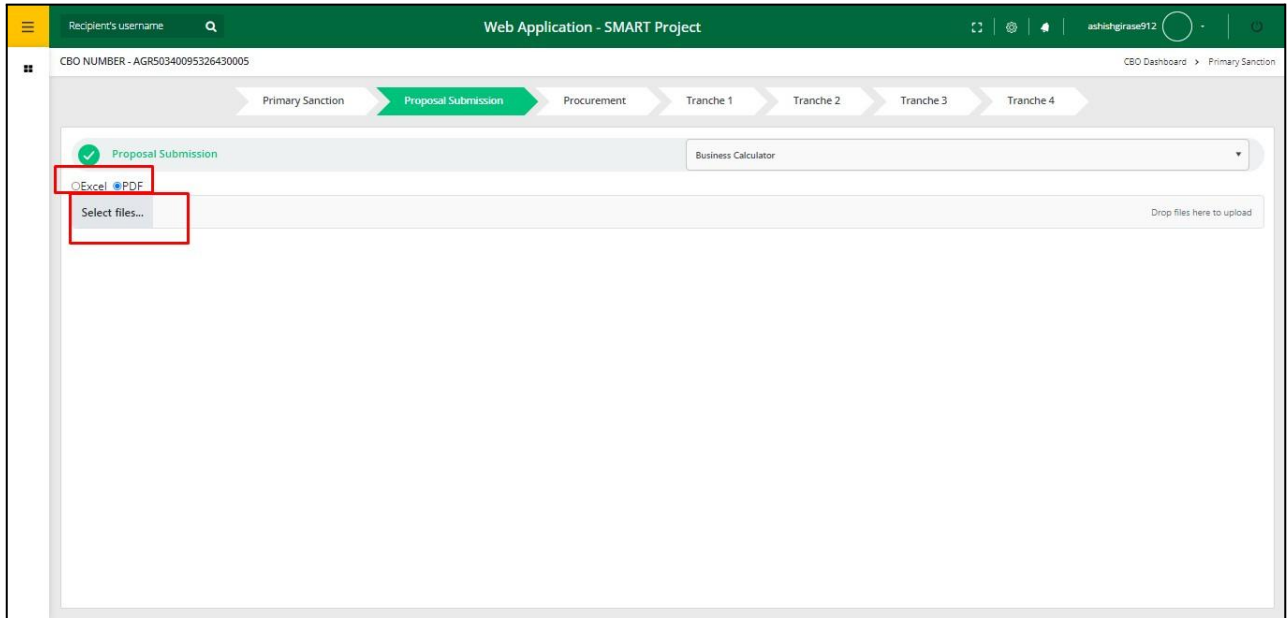 Recipient's username
Web Application - SMART Project
ashishgirase912
CBO NUMBER - AGR50340095326430005
CBO Dashboard > Primary Sanction
Primary Sanction
Proposal Submission
Procurement
Tranche 1
Tranche 2
Tranche 3
Tranche 4
Proposal Submission
Business Calculator
Excel PDF
Select files...
Drop files here to upload